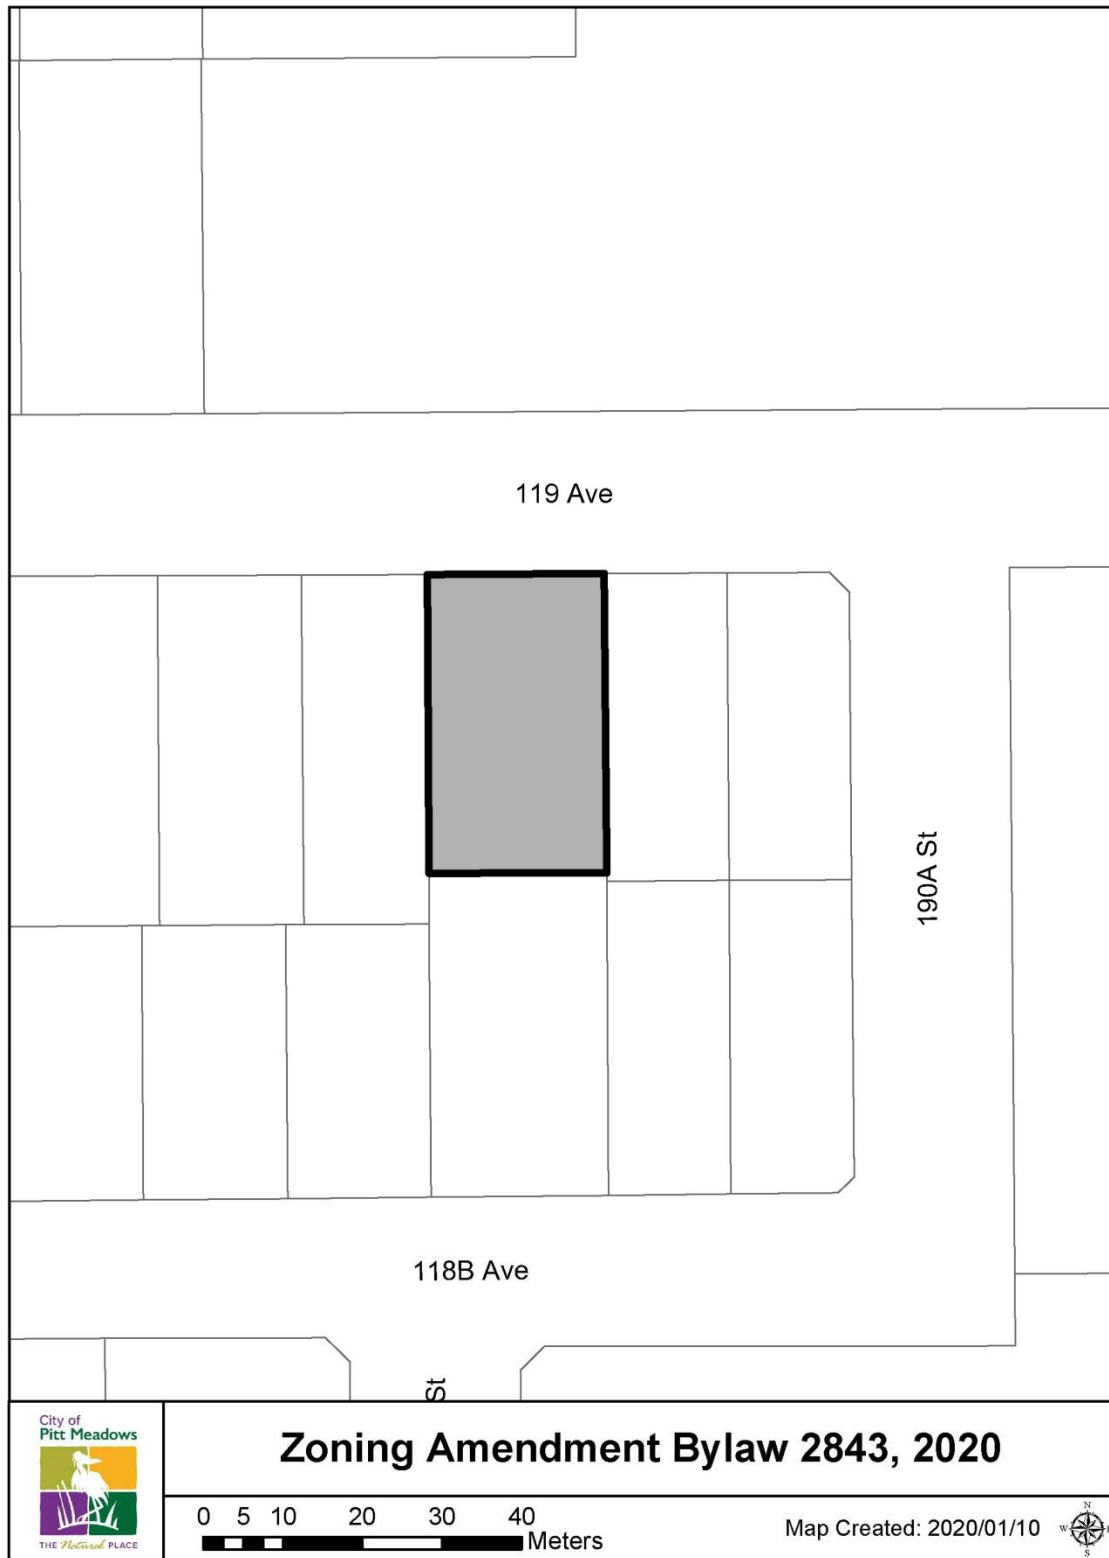 119 Ave
190A St
118B Ave
St
City of
Pitt Meadows
THE Natural PLACE
Zoning Amendment Bylaw 2843, 2020
0 5 10 20 30 40
Meters
Map Created: 2020/01/10
N
W
S